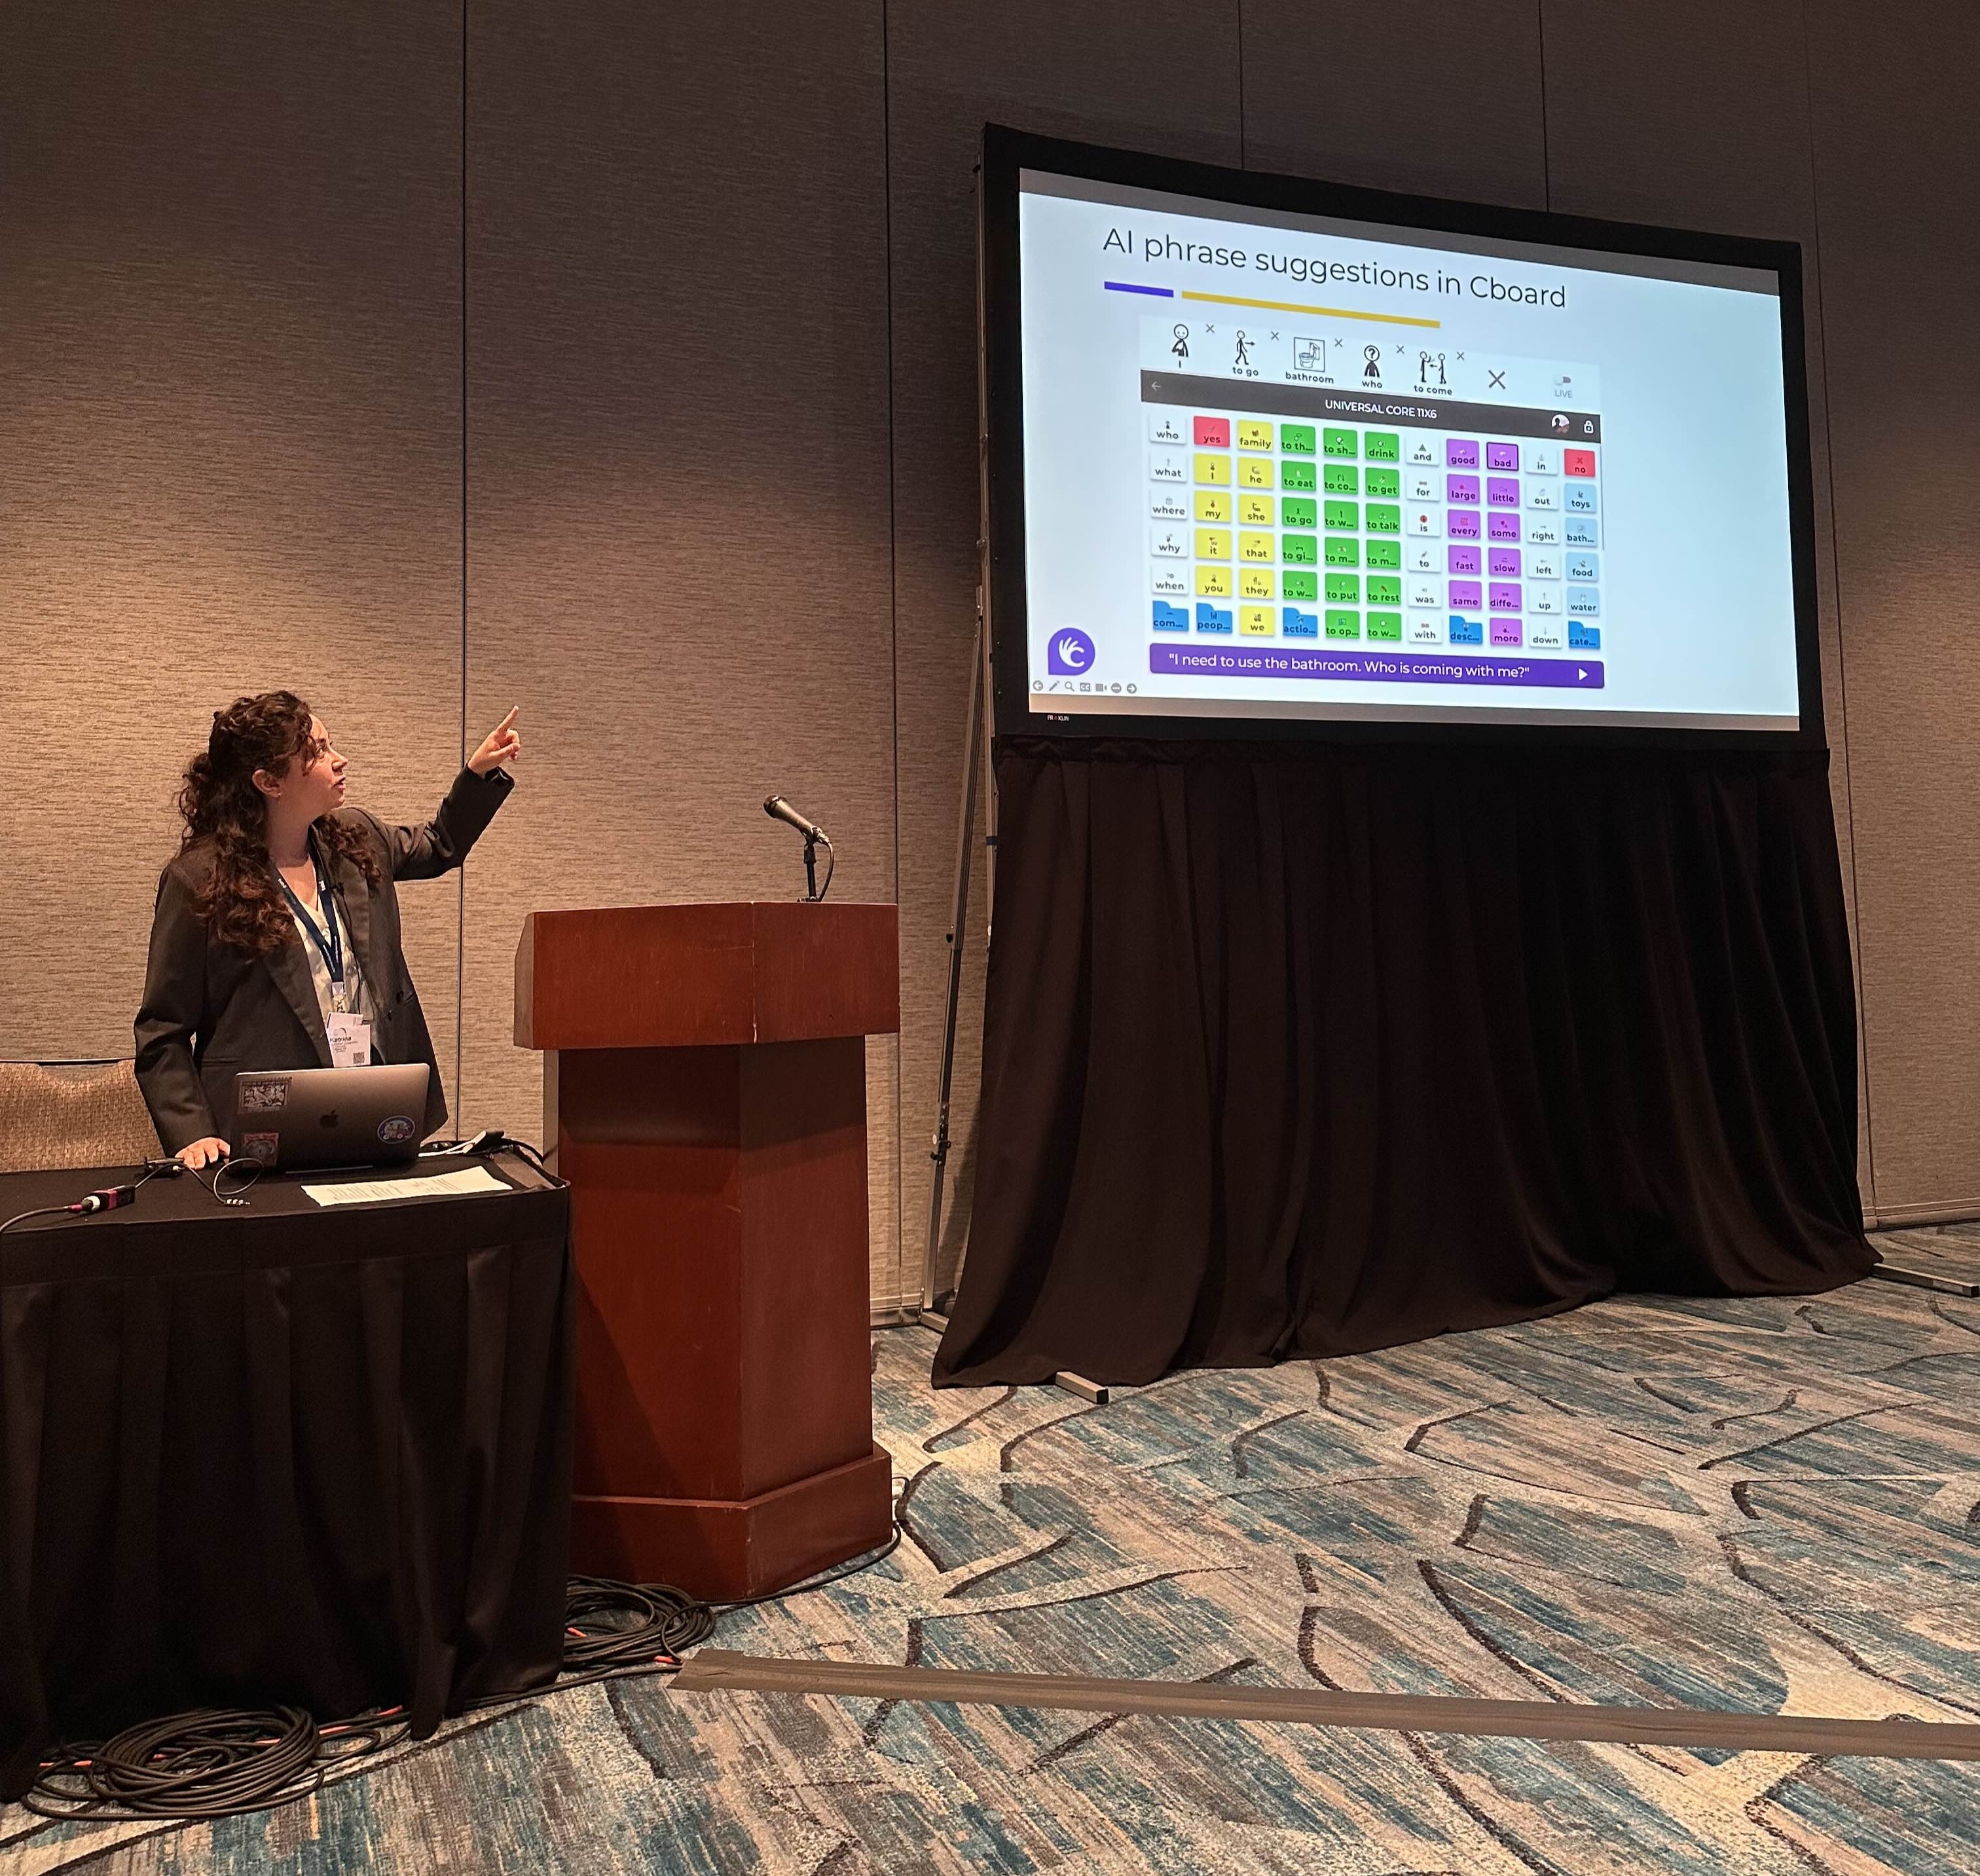 AI phrase suggestions in Cboard
I to go bathroom who to come
LIVE
UNIVERSAL CORE 11X6
who yes family to th... to sh... drink and good bad in no
what I he to eat to co... to get for large little out toys
where my she to go to w... to talk is every some right bath...
why it that to gi... to m... to m... to fast slow left food
when you they to w... to put to rest was same diffe... up water
com... peop... we actio... to op... to w... with desc... more down cate...
"I need to use the bathroom. Who is coming with me?"